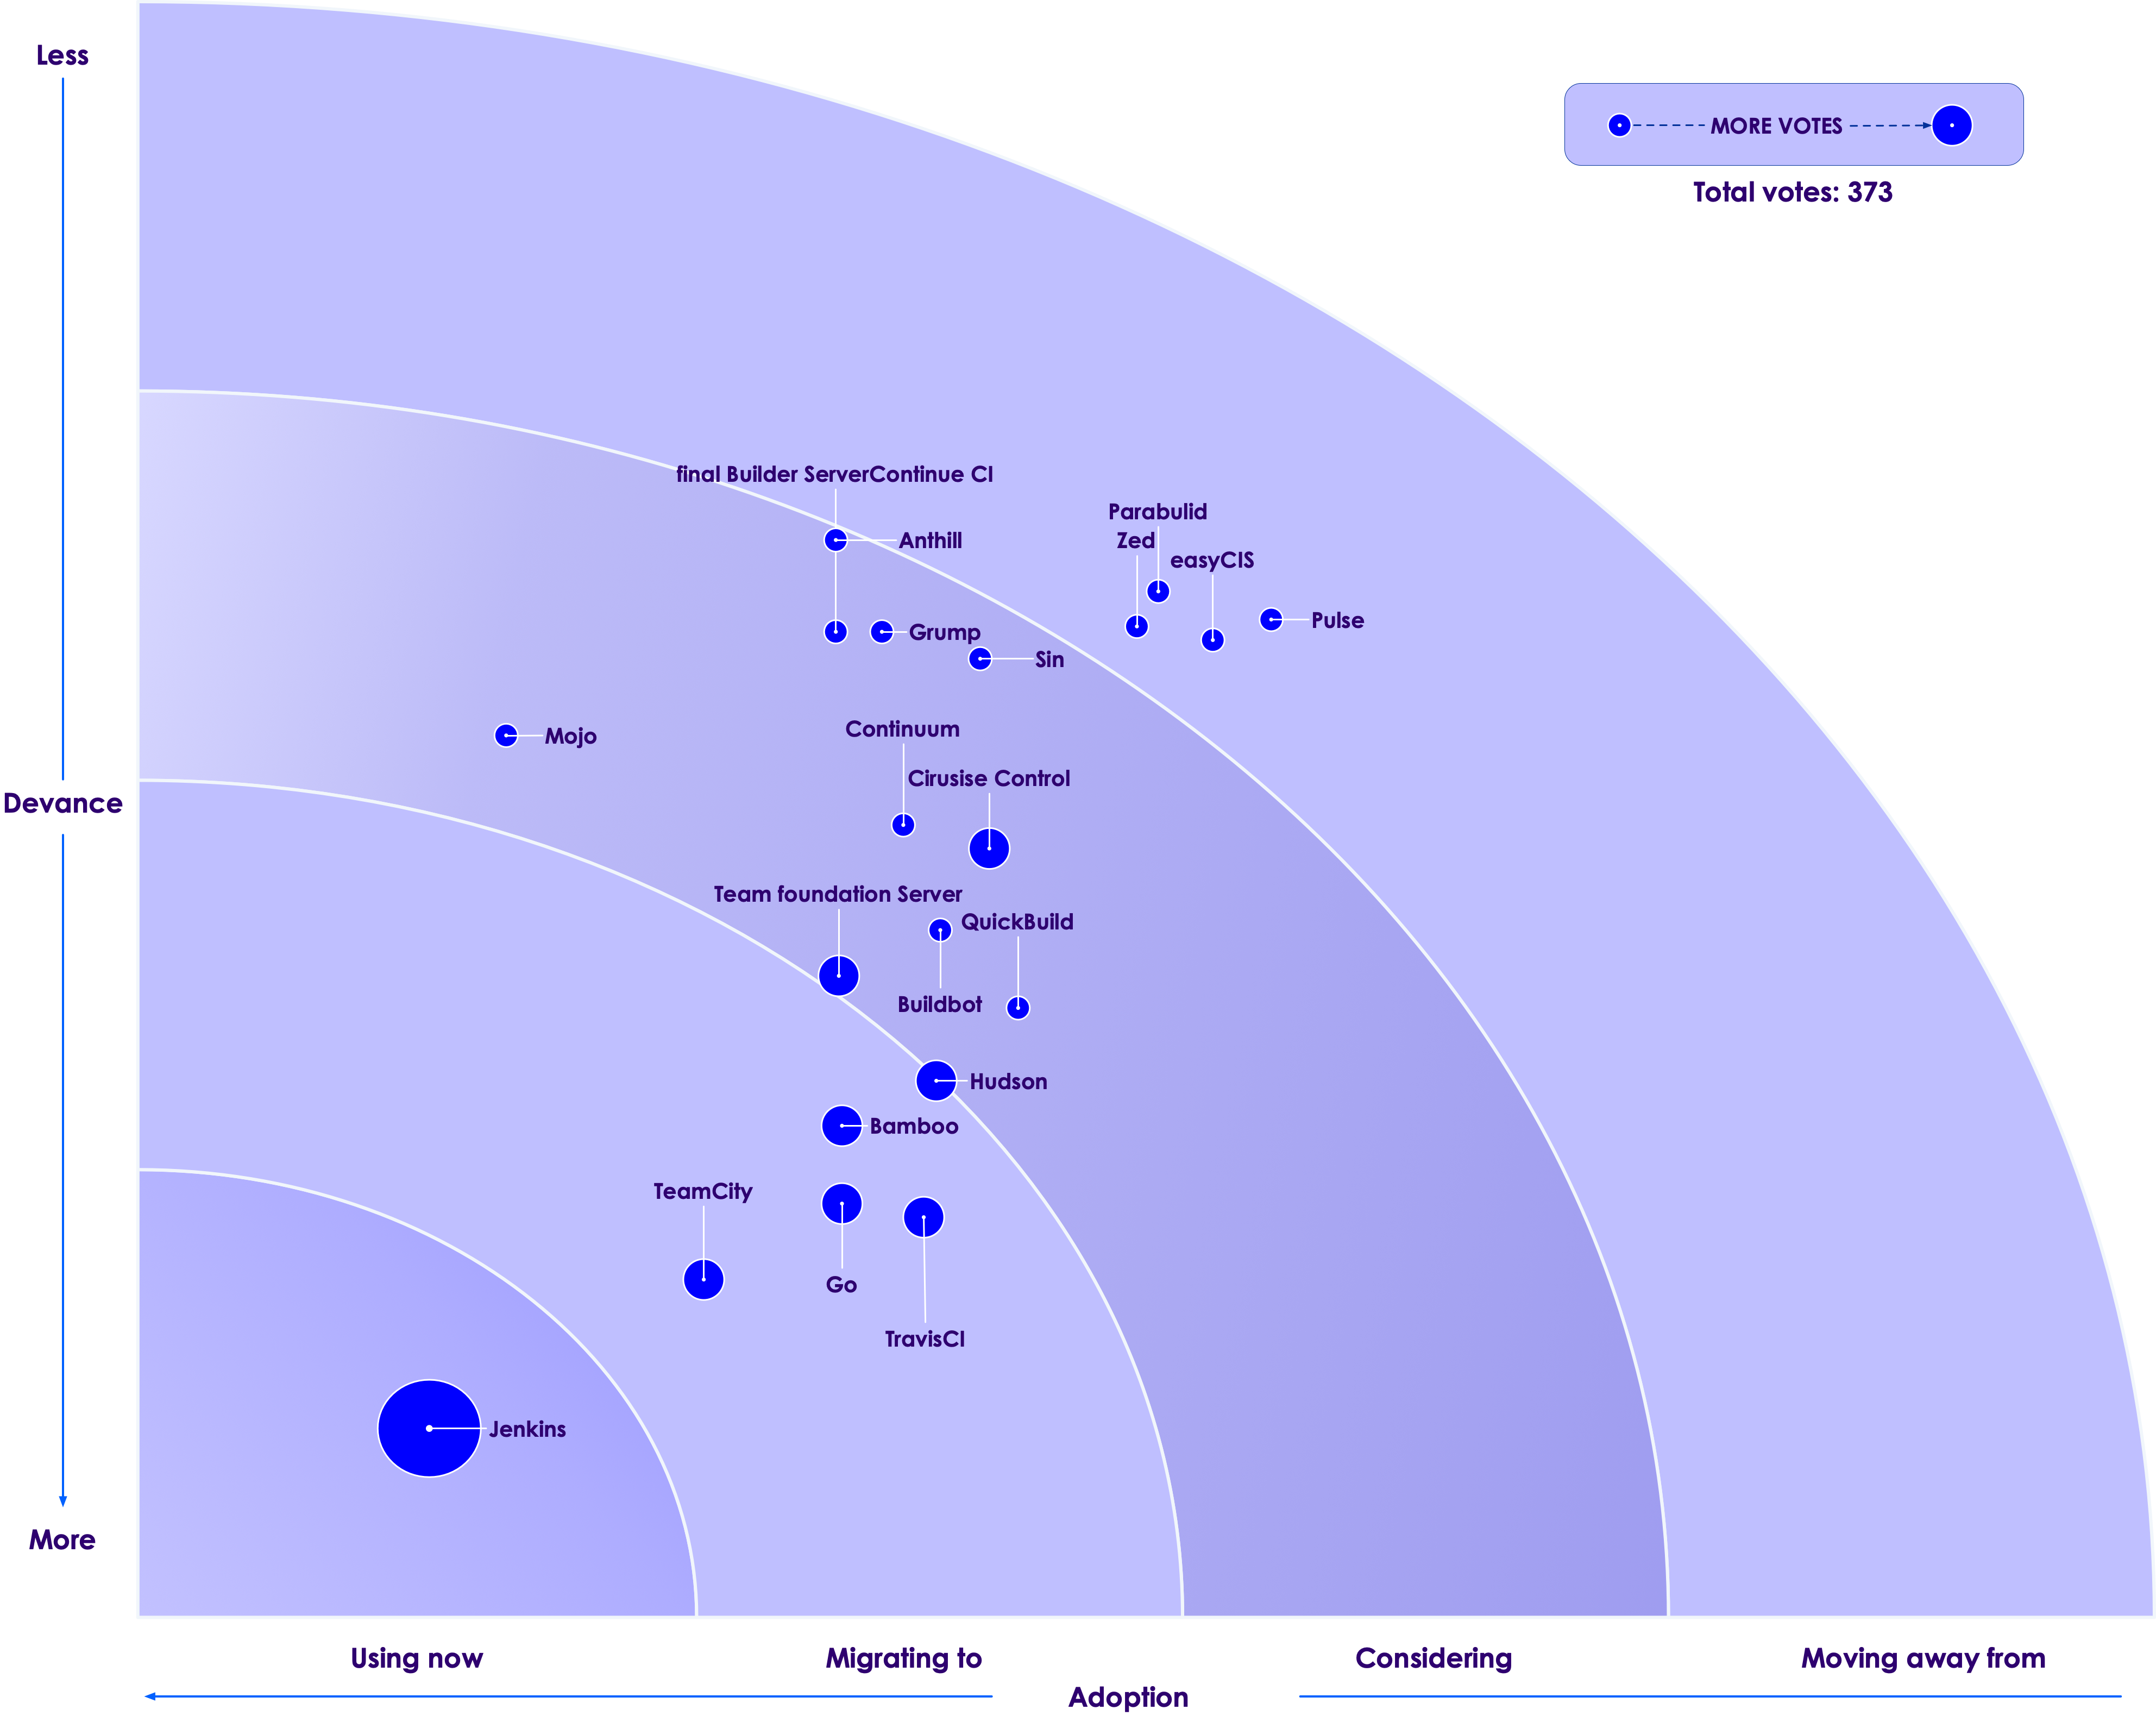 Less
MORE VOTES
Total votes: 373
final Builder ServerContinue CI
Parabulid
Anthill
Zed
easyCIS
Pulse
Grump
Sin
Continuum
Mojo
Cirusise Control
Devance
Team foundation Server
QuickBuild
Buildbot
Hudson
Bamboo
TeamCity
Go
TravisCI
Jenkins
More
Using now
Migrating to
Considering
Moving away from
Adoption